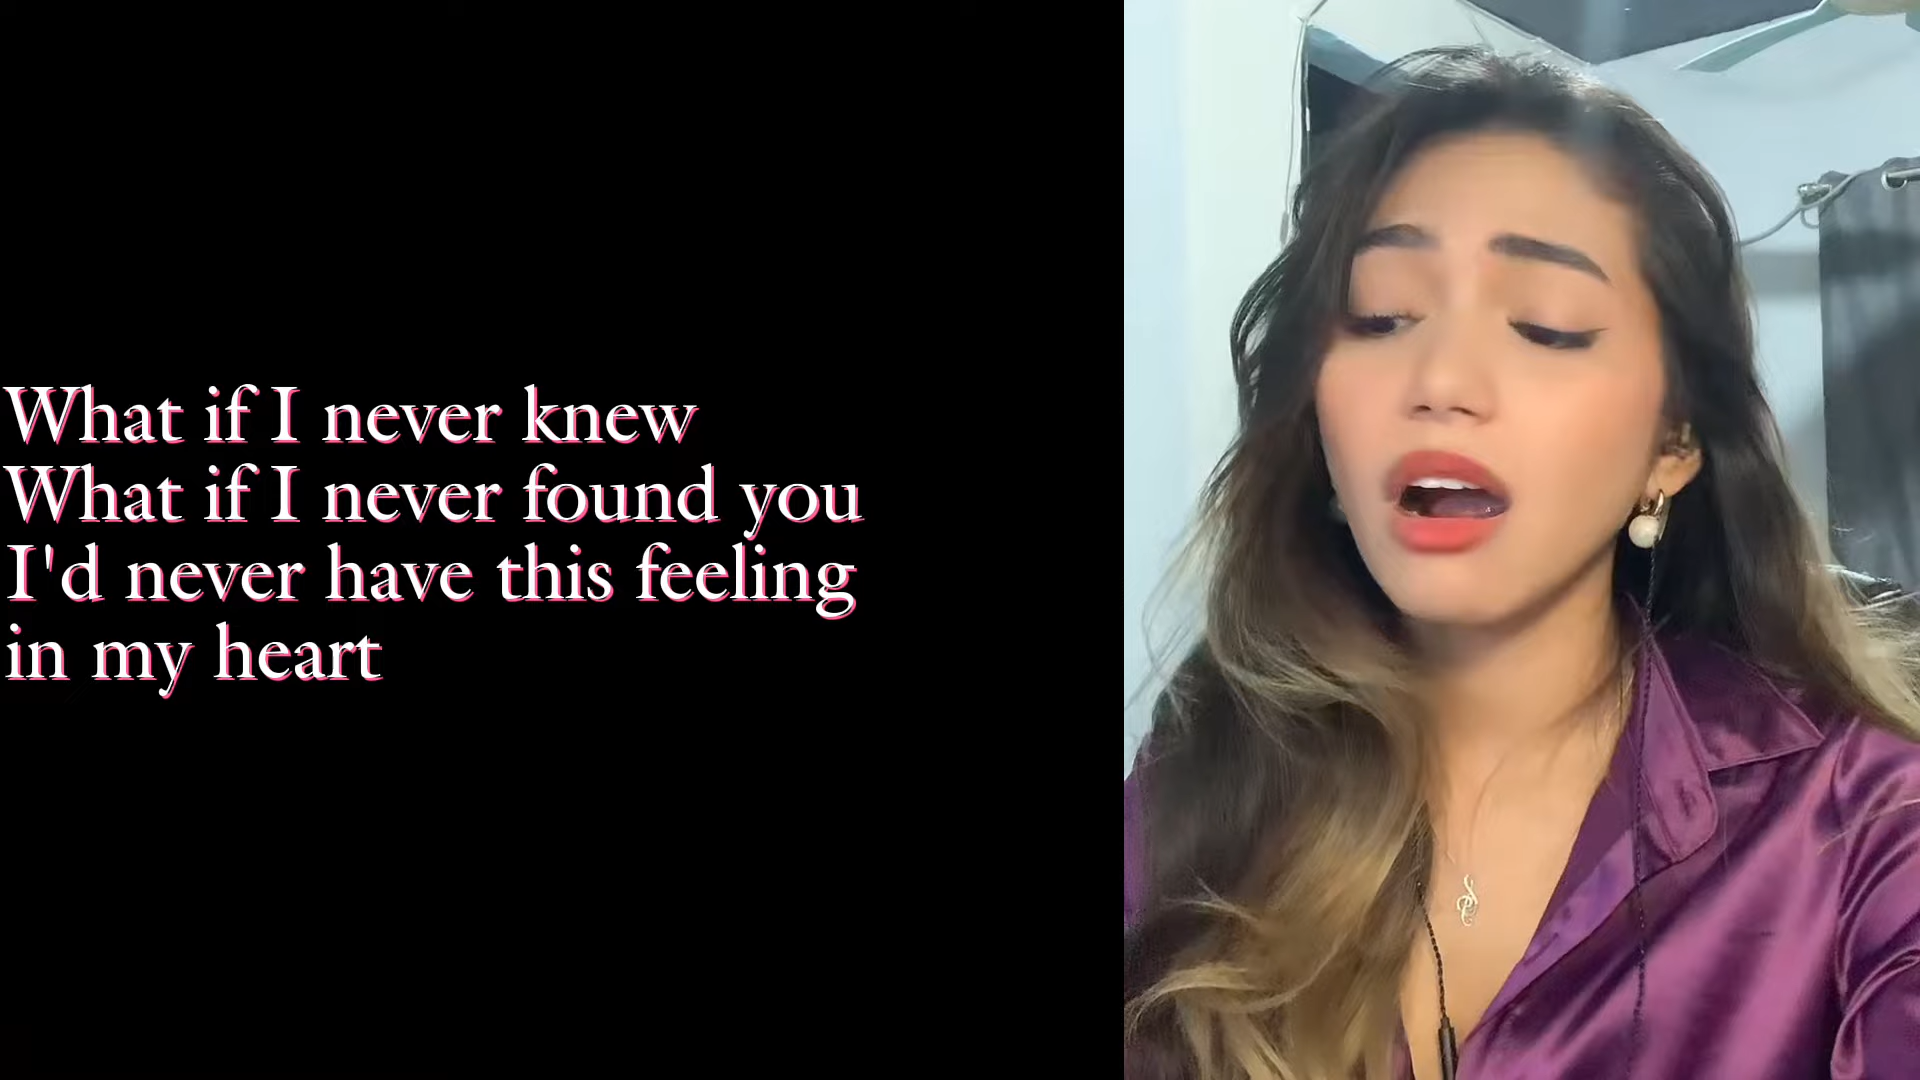 What if I never knew
What if I never found you
I'd never have this feeling
in my heart